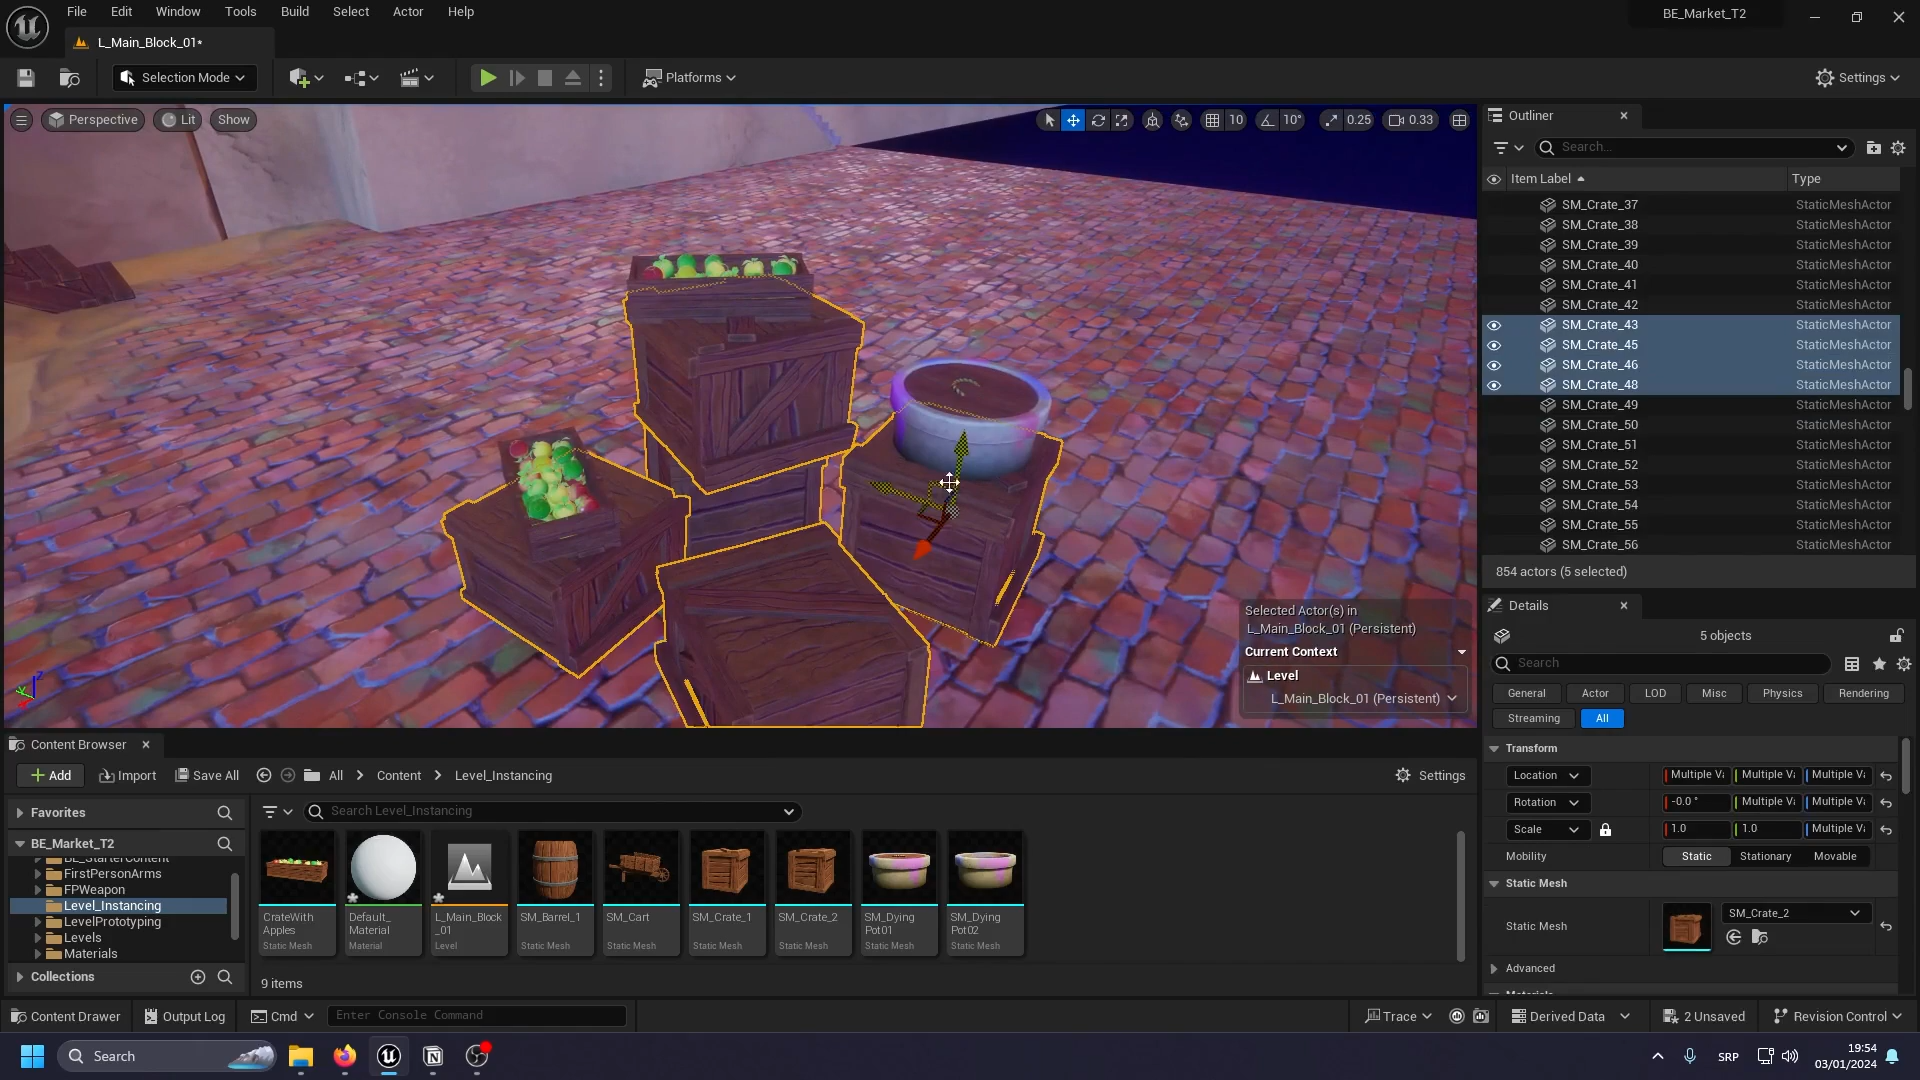 File Edit Window Tools Build Select Actor Help
BE_Market_T2
L_Main_Block_01*
Selection Mode
Platforms
Settings
Perspective Lit Show
10 10° 0.25 0.33
Outliner
Search...
Item Label Type
SM_Crate_37 StaticMeshActor
SM_Crate_38 StaticMeshActor
SM_Crate_39 StaticMeshActor
SM_Crate_40 StaticMeshActor
SM_Crate_41 StaticMeshActor
SM_Crate_42 StaticMeshActor
SM_Crate_43 StaticMeshActor
SM_Crate_45 StaticMeshActor
SM_Crate_46 StaticMeshActor
SM_Crate_48 StaticMeshActor
SM_Crate_49 StaticMeshActor
SM_Crate_50 StaticMeshActor
SM_Crate_51 StaticMeshActor
SM_Crate_52 StaticMeshActor
SM_Crate_53 StaticMeshActor
SM_Crate_54 StaticMeshActor
SM_Crate_55 StaticMeshActor
SM_Crate_56 StaticMeshActor
854 actors (5 selected)
Selected Actor(s) in
L_Main_Block_01 (Persistent)
Current Context
Level
L_Main_Block_01 (Persistent)
Details
5 objects
Search
General Actor LOD Misc Physics Rendering
Streaming All
Transform
Location Multiple Multiple Multiple
Rotation -0.0 ° Multiple Multiple
Scale 1.0 1.0 Multiple
Mobility Static Stationary Movable
Static Mesh
Static Mesh SM_Crate_2
Advanced
Content Browser
Add Import Save All All Content Level_Instancing
Settings
Favorites
Search Level_Instancing
BE_Market_T2
BE_StarterContent
FirstPersonArms
FPWeapon
Level_Instancing
LevelPrototyping
Levels
Materials
Collections
CrateWith
Apples
Static Mesh
Default_
Material
Material
L_Main_Block
_01
Level
SM_Barrel_1
Static Mesh
SM_Cart
Static Mesh
SM_Crate_1
Static Mesh
SM_Crate_2
Static Mesh
SM_Dying
Pot01
Static Mesh
SM_Dying
Pot02
Static Mesh
9 items
Content Drawer Output Log Cmd Enter Console Command
Trace Derived Data 2 Unsaved Revision Control
Search
SRP
19:54
03/01/2024